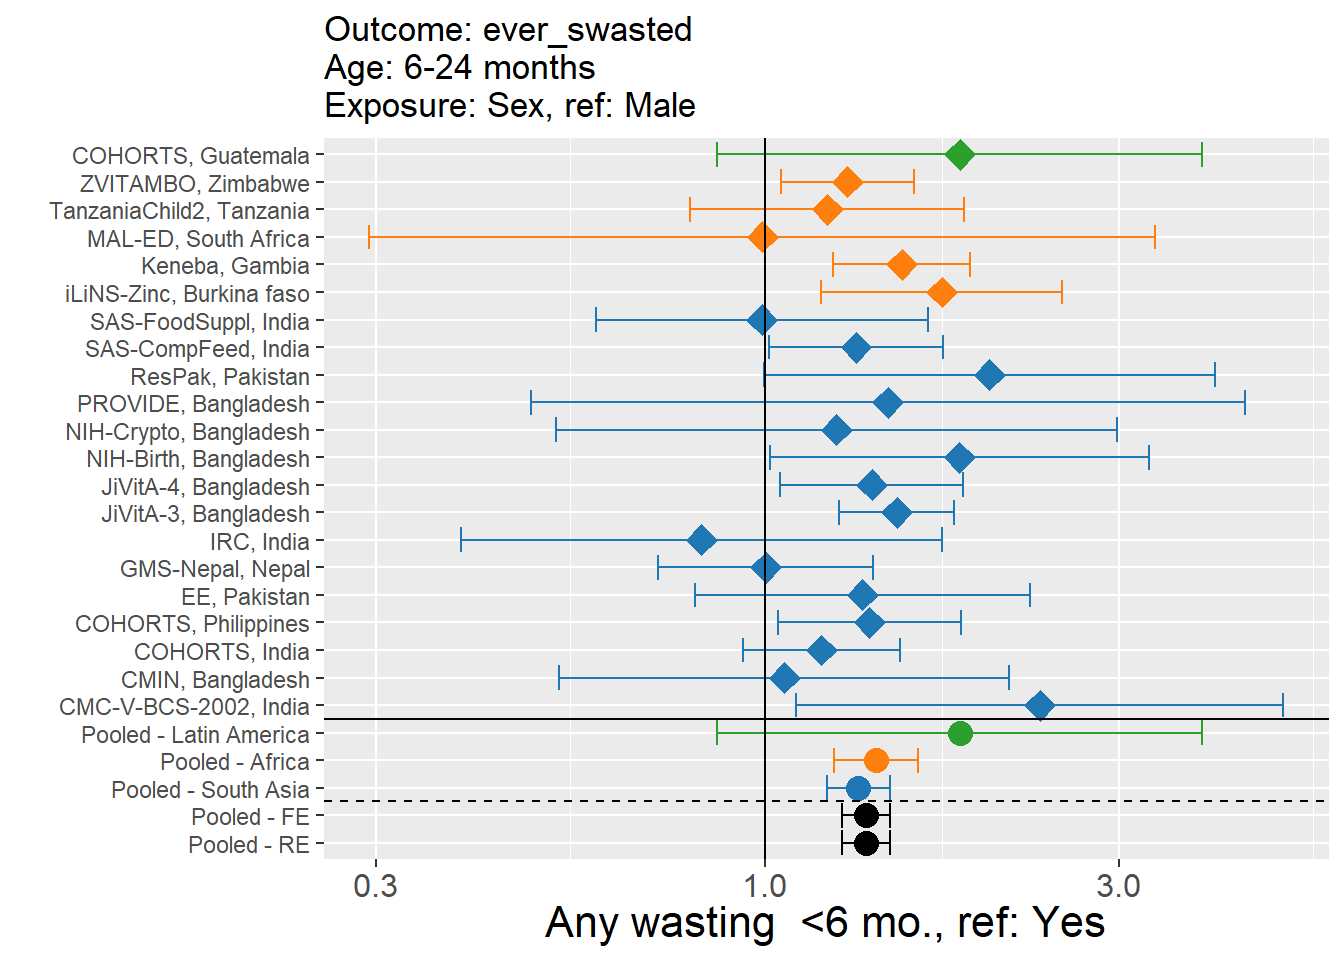 Outcome: ever_swasted
Age: 6-24 months
Exposure: Sex, ref: Male
COHORTS, Guatemala
ZVITAMBO, Zimbabwe
TanzaniaChild2, Tanzania
MAL-ED, South Africa
Keneba, Gambia
iLiNS-Zinc, Burkina faso
SAS-FoodSuppl, India
SAS-CompFeed, India
ResPak, Pakistan
PROVIDE, Bangladesh
NIH-Crypto, Bangladesh
NIH-Birth, Bangladesh
JiVitA-4, Bangladesh
JiVitA-3, Bangladesh
IRC, India
GMS-Nepal, Nepal
EE, Pakistan
COHORTS, Philippines
COHORTS, India
CMIN, Bangladesh
CMC-V-BCS-2002, India
Pooled - Latin America
Pooled - Africa
Pooled - South Asia
Pooled - FE
Pooled - RE
0.3 1.0 3.0
Any wasting  <6 mo., ref: Yes